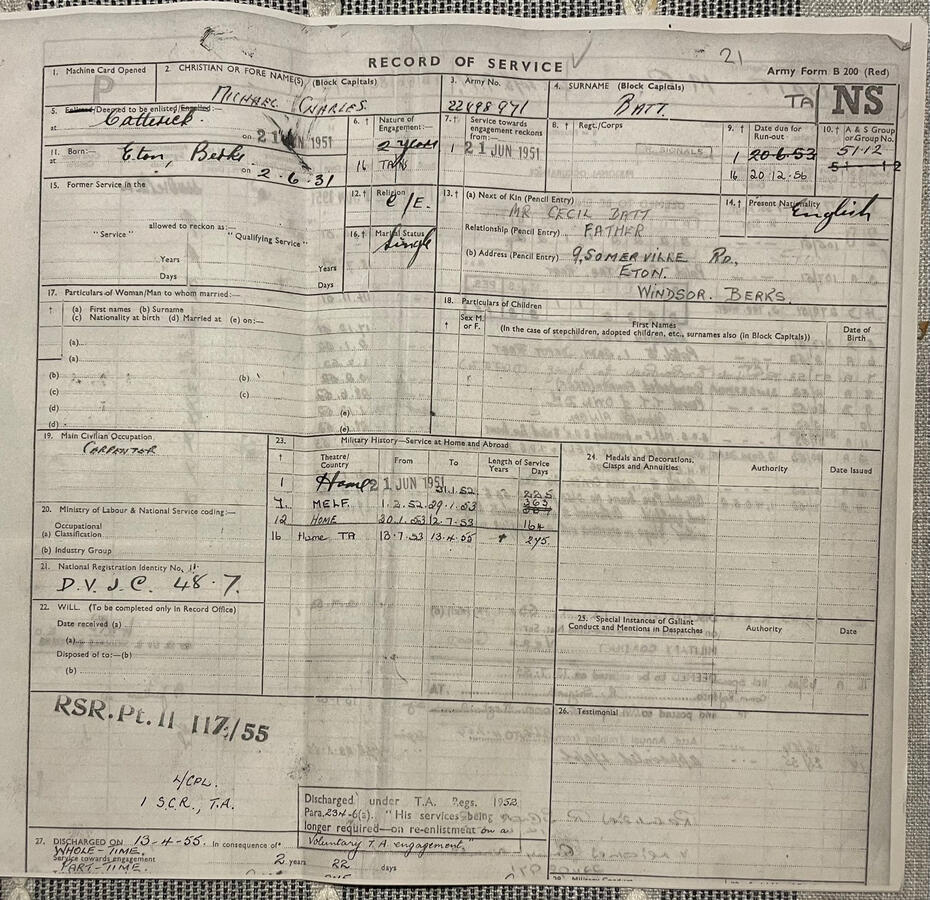 21
RECORD OF SERVICE
Army Form B 200 (Red)
1. Machine Card Opened
P
2. CHRISTIAN OR FORE NAME(S) (Block Capitals)
MICHAEL CHARLES
3. Army No.
22498971
4. SURNAME (Block Capitals)
BATT
TA
NS
5. Enlisted/Deemed to be enlisted/Enrolled:—
at Catterick.
on 21 JUN 1951
6. † Nature of Engagement:—
2 years
16 TA
7. † Service towards engagement reckons from:—
1 21 JUN 1951
8. † Regt./Corps
R. SIGNALS
9. † Date due for Run-out
1 20-6-53
16 20.12.56
10. † A & S Group or Group No.
51-12
11. Born:—
at Eton, Berks.
on 2-6-31
12. † Religion
C/E.
13. † (a) Next of Kin (Pencil Entry)
MR CECIL BATT
Relationship (Pencil Entry) FATHER
(b) Address (Pencil Entry) 9, SOMERVILLE RD.,
ETON.
WINDSOR. BERKS.
14. † Present Nationality
English
15. Former Service in the
allowed to reckon as:—
"Service" "Qualifying Service"
Years Years
Days Days
16. † Marital Status
Single
17. Particulars of Woman/Man to whom married:—
† (a) First names (b) Surname
(c) Nationality at birth (d) Married at (e) on:—
(a)
(a)
(b) (b)
(c) (c)
(d) (e)
(d) (e)
18. Particulars of Children
† Sex M. or F.
First Names
(In the case of stepchildren, adopted children, etc., surnames also (in Block Capitals))
Date of Birth
19. Main Civilian Occupation
CARPENTER
20. Ministry of Labour & National Service coding:—
Occupational
(a) Classification
(b) Industry Group
21. National Registration Identity No.
D.V.J.C. 48.7.
22. WILL. (To be completed only in Record Office)
Date received (a)
(a)
Disposed of to:—(b)
(b)
23. Military History—Service at Home and Abroad
† Theatre/Country From To Length of Service Years Days
1 Home 21 JUN 1951 31.1.52. 225
MELF. 1.2.52. 29.1.53 363
12 HOME 12.7.53 164
16 Home TA 13.7.53 13.4.55 275
24. Medals and Decorations, Clasps and Annuities Authority Date Issued
25. Special Instances of Gallant Conduct and Mentions in Despatches Authority Date
26. Testimonial
RSR. Pt. II 117/55
L/CPL.
1 S.C.R., T.A.
Discharged under T.A. Regs. 1952
Para. 234-6(a). "His services being no
longer required—on re-enlistment on a
Voluntary T.A engagement."
27. DISCHARGED ON 13-4-55. In consequence of
WHOLE-TIME.
Service towards engagement 2 years 22 days
PART-TIME.